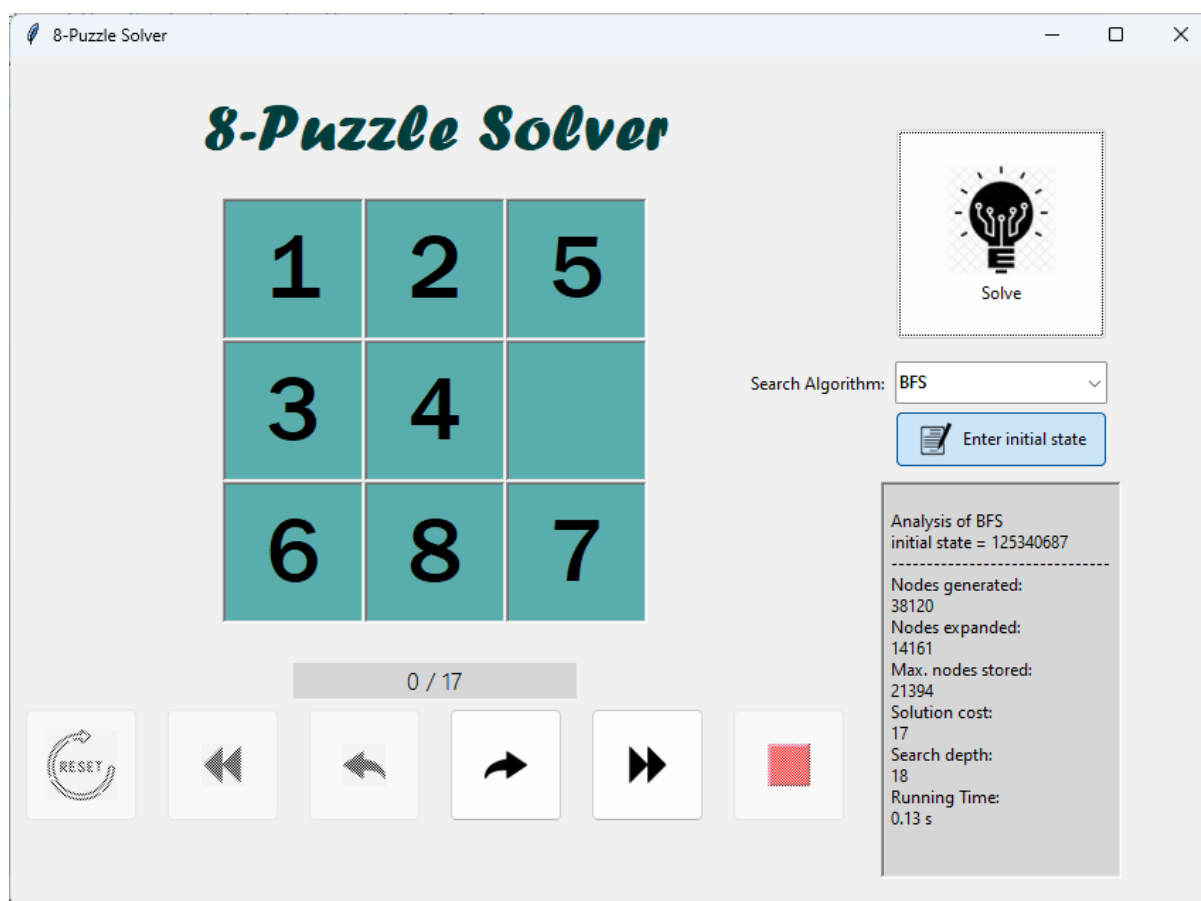 8-Puzzle Solver
8-Puzzle Solver
1 2 5
3 4
6 8 7
0 / 17
RESET
Solve
Search Algorithm: BFS
Enter initial state
Analysis of BFS
initial state = 125340687
--------------------------------
Nodes generated:
38120
Nodes expanded:
14161
Max. nodes stored:
21394
Solution cost:
17
Search depth:
18
Running Time:
0.13 s